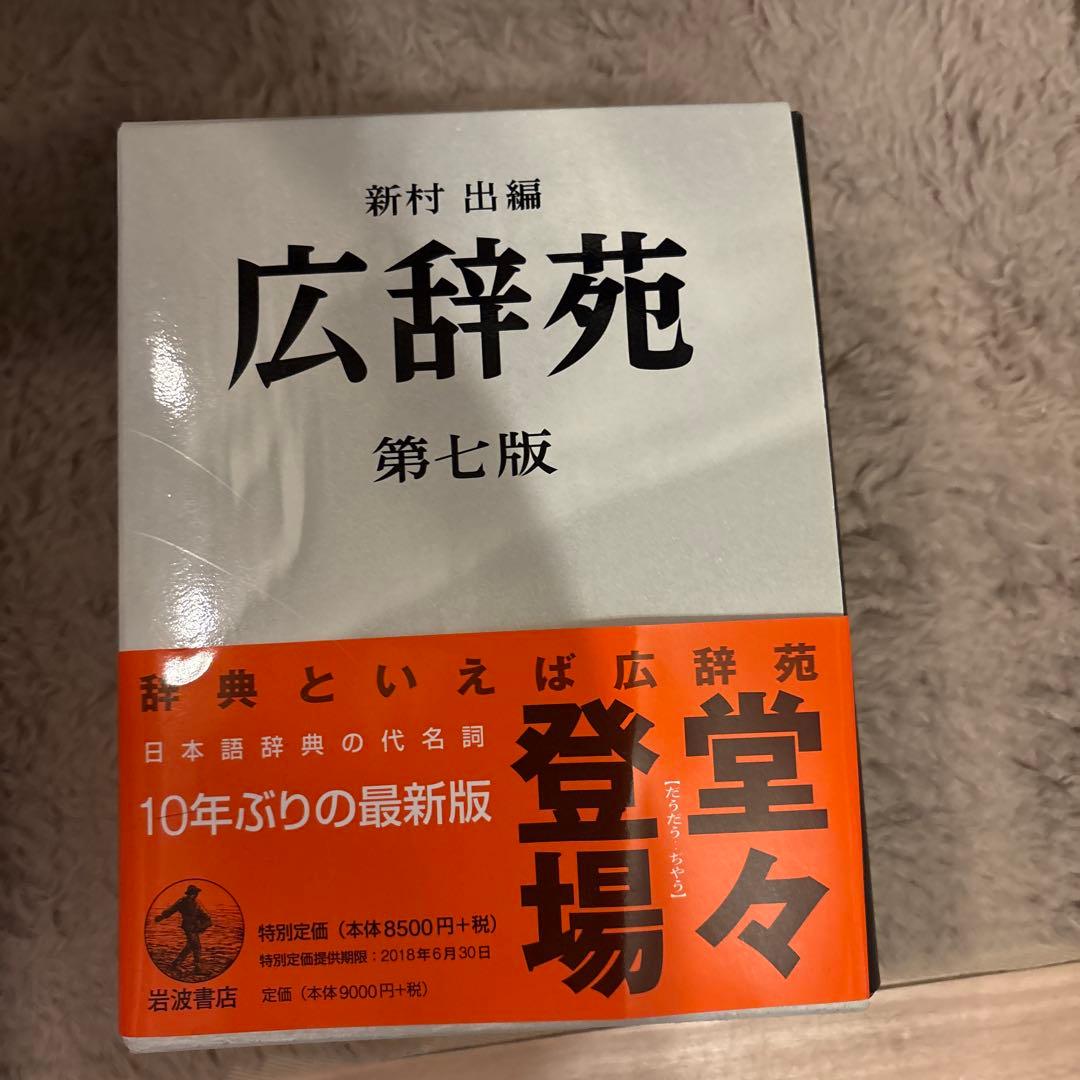 新村 出編
広辞苑
第七版
辞典といえば広辞苑
堂々
登場
【だうだう‥ちやう】
日本語辞典の代名詞
10年ぶりの最新版
特別定価（本体8500円＋税）
特別定価提供期限：2018年6月30日
定価（本体9000円＋税）
岩波書店